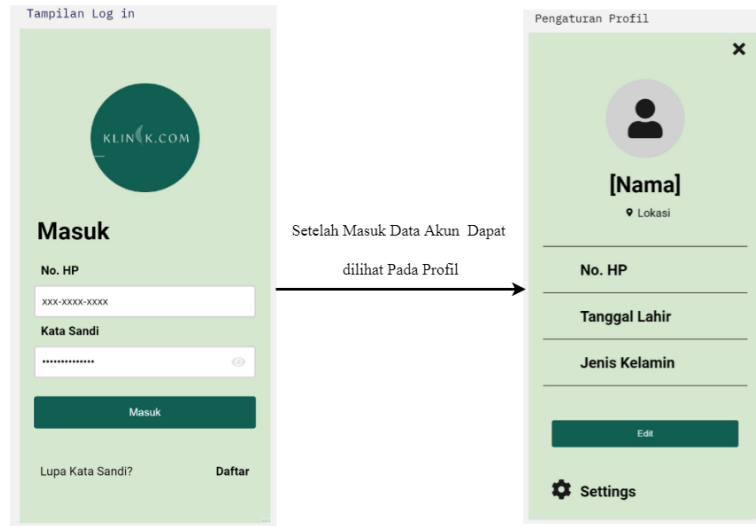 Tampilan Log in
KLINIK.COM
Masuk
No. HP
xxx-xxxx-xxxx
Kata Sandi
Masuk
Lupa Kata Sandi?
Daftar
Setelah Masuk Data Akun Dapat
dilihat Pada Profil
Pengaturan Profil
[Nama]
Lokasi
No. HP
Tanggal Lahir
Jenis Kelamin
Edit
Settings